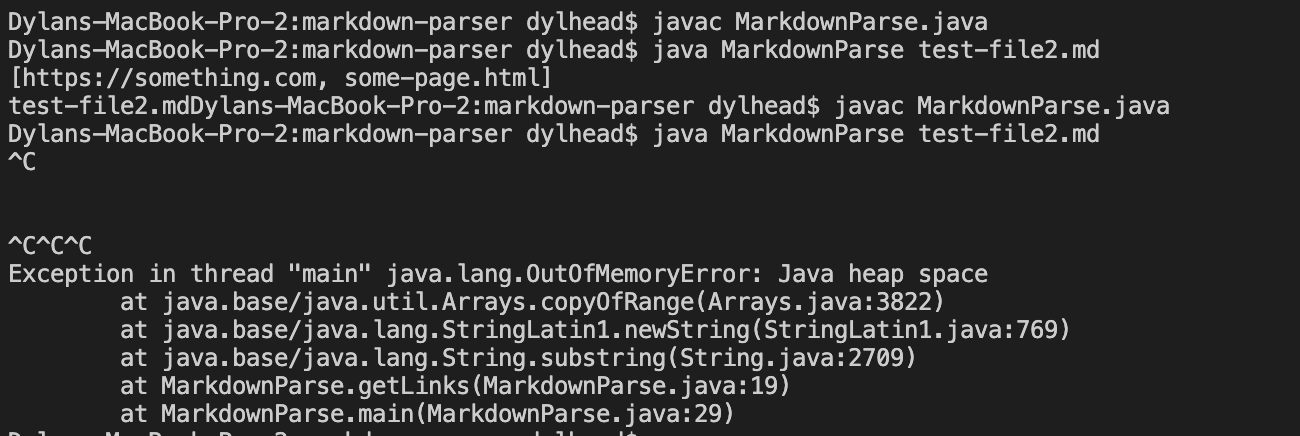 Dylans-MacBook-Pro-2:markdown-parser dylhead$ javac MarkdownParse.java
Dylans-MacBook-Pro-2:markdown-parser dylhead$ java MarkdownParse test-file2.md
[https://something.com, some-page.html]
test-file2.mdDylans-MacBook-Pro-2:markdown-parser dylhead$ javac MarkdownParse.java
Dylans-MacBook-Pro-2:markdown-parser dylhead$ java MarkdownParse test-file2.md
^C
^C^C^C
Exception in thread "main" java.lang.OutOfMemoryError: Java heap space
at java.base/java.util.Arrays.copyOfRange(Arrays.java:3822)
at java.base/java.lang.StringLatin1.newString(StringLatin1.java:769)
at java.base/java.lang.String.substring(String.java:2709)
at MarkdownParse.getLinks(MarkdownParse.java:19)
at MarkdownParse.main(MarkdownParse.java:29)